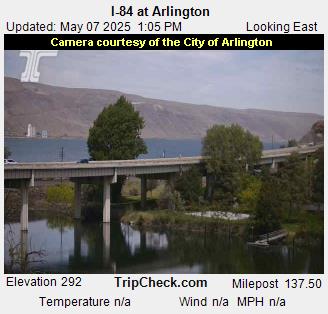 I-84 at Arlington
Updated: May 07 2025 1:05 PM Looking East
Camera courtesy of the City of Arlington
Elevation 292 TripCheck.com Milepost 137.50
Temperature n/a Wind n/a MPH n/a